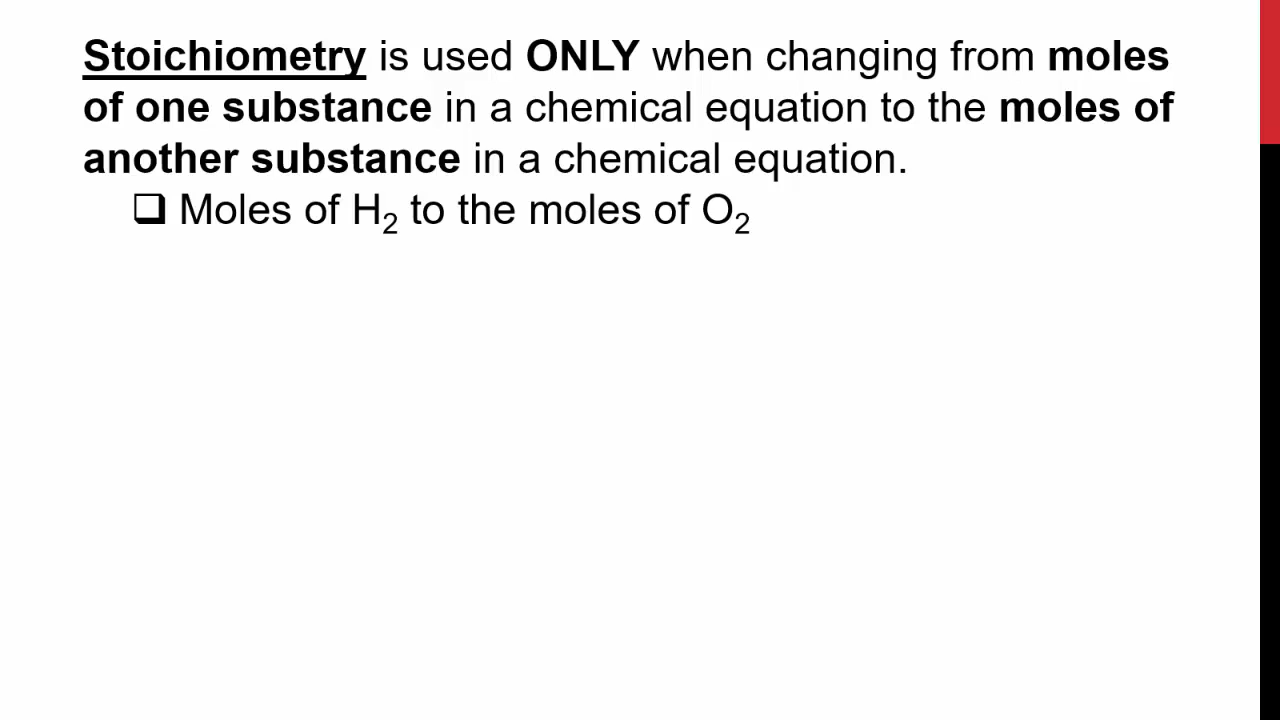 Stoichiometry is used ONLY when changing from moles
of one substance in a chemical equation to the moles of
another substance in a chemical equation.
❑ Moles of H₂ to the moles of O₂